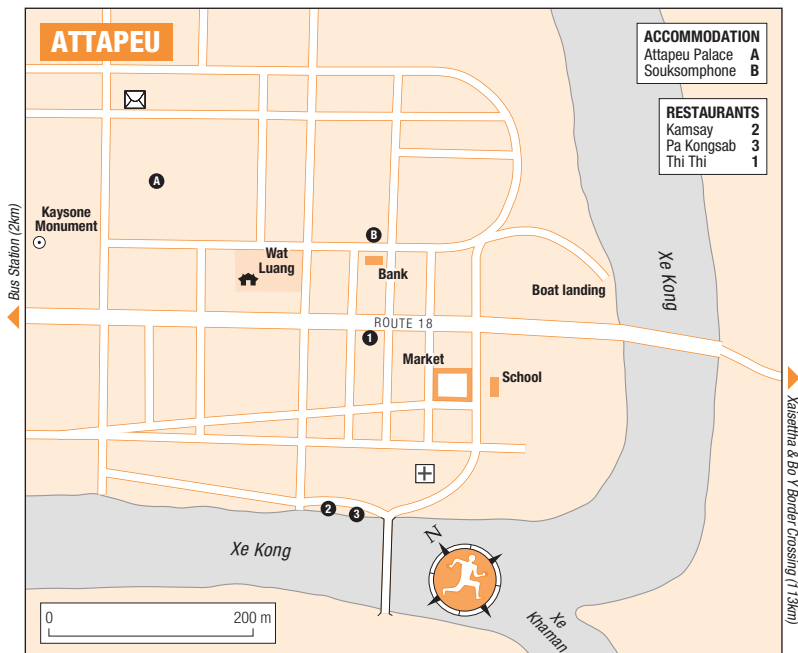 ATTAPEU
ACCOMMODATION
Attapeu Palace A
Souksomphone B
RESTAURANTS
Kamsay 2
Pa Kongsab 3
Thi Thi 1
A
Kaysone
Monument
Bus Station (2km)
B
Wat
Luang
Bank
Xe Kong
Boat landing
ROUTE 18
1
Market
School
Xaisettha & Bo Y Border Crossing (113km)
2
3
Xe Kong
N
Xe
Khaman
0 200 m